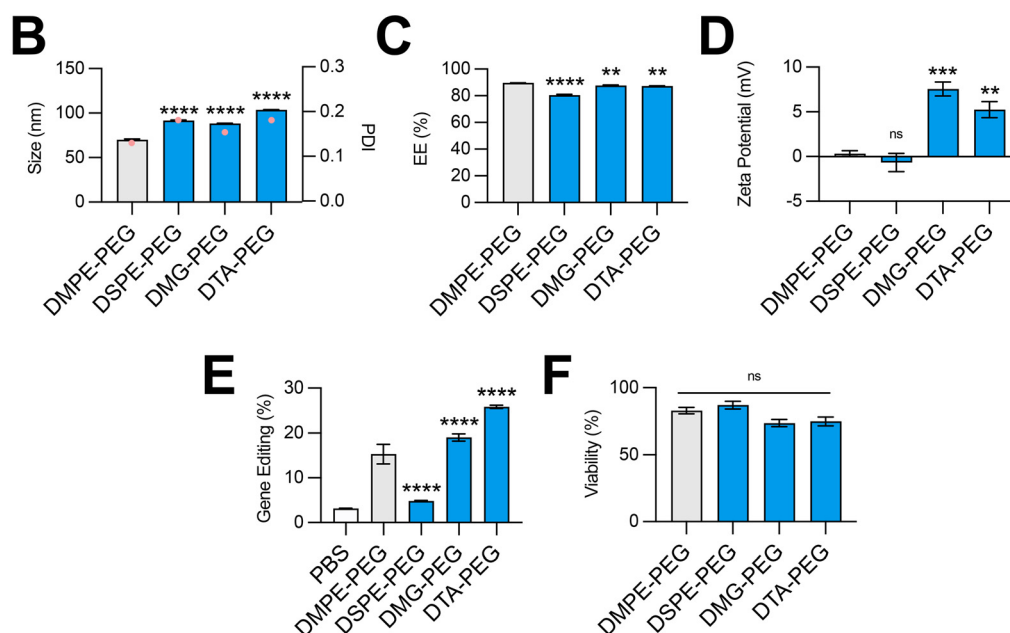 B
Size (nm)
150
100
50
0
**** **** ****
0.3
0.2
0.1
0.0
PDI
DMPE-PEG
DSPE-PEG
DMG-PEG
DTA-PEG
C
EE (%)
100
80
60
40
20
0
**** ** **
DMPE-PEG
DSPE-PEG
DMG-PEG
DTA-PEG
D
Zeta Potential (mV)
10
5
0
-5
ns *** **
DMPE-PEG
DSPE-PEG
DMG-PEG
DTA-PEG
E
Gene Editing (%)
30
20
10
0
**** **** ****
PBS
DMPE-PEG
DSPE-PEG
DMG-PEG
DTA-PEG
F
Viability (%)
100
50
0
ns
DMPE-PEG
DSPE-PEG
DMG-PEG
DTA-PEG